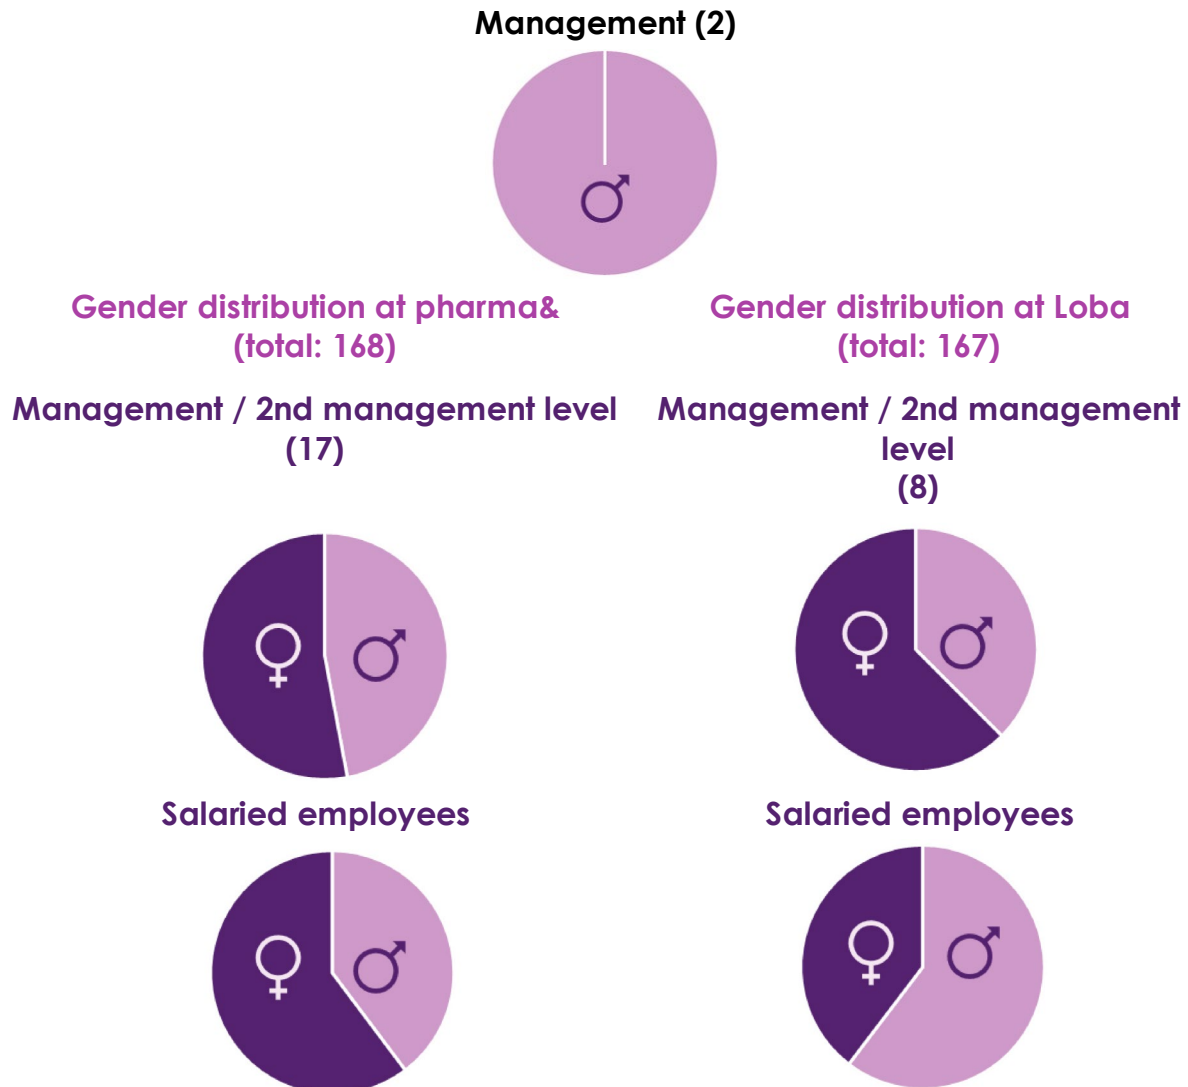 Management (2)
Gender distribution at pharma&
(total: 168)
Gender distribution at Loba
(total: 167)
Management / 2nd management level
(17)
Management / 2nd management
level
(8)
Salaried employees
Salaried employees